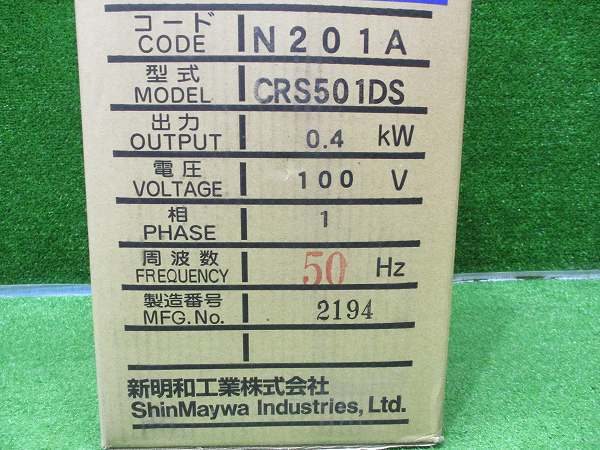 コード
CODE
N201A
型式
MODEL
CRS501DS
出力
OUTPUT
0.4 kW
電圧
VOLTAGE
100 V
相
PHASE
1
周波数
FREQUENCY
50 Hz
製造番号
MFG.No.
2194
新明和工業株式会社
ShinMaywa Industries, Ltd.